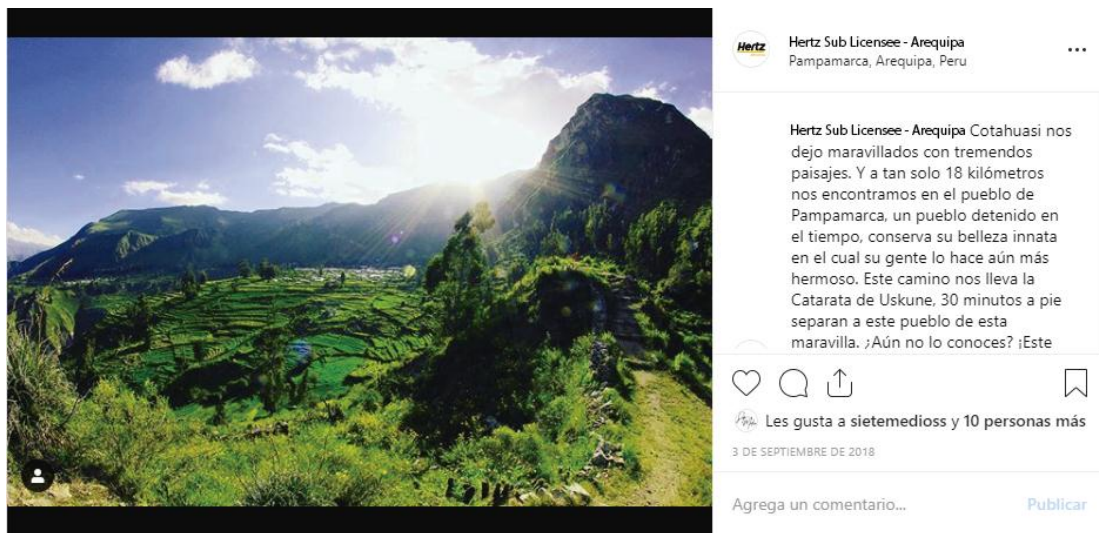 Hertz
Hertz Sub Licensee - Arequipa
Pampamarca, Arequipa, Peru
Hertz Sub Licensee - Arequipa Cotahuasi nos
dejo maravillados con tremendos
paisajes. Y a tan solo 18 kilómetros
nos encontramos en el pueblo de
Pampamarca, un pueblo detenido en
el tiempo, conserva su belleza innata
en el cual su gente lo hace aún más
hermoso. Este camino nos lleva la
Catarata de Uskune, 30 minutos a pie
separan a este pueblo de esta
maravilla. ¿Aún no lo conoces? ¡Este
Les gusta a sietemedioss y 10 personas más
3 DE SEPTIEMBRE DE 2018
Agrega un comentario...
Publicar